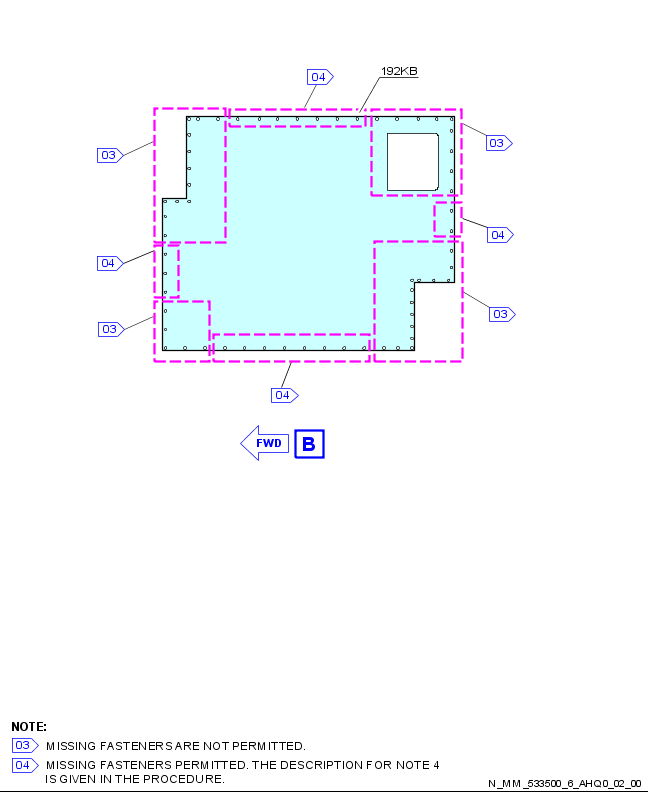 04
192KB
03
03
04
04
03
03
04
FWD
B
NOTE:
03 MISSING FASTENERS ARE NOT PERMITTED.
04 MISSING FASTENERS PERMITTED. THE DESCRIPTION FOR NOTE 4
IS GIVEN IN THE PROCEDURE.
N_MM_533500_6_AHQ0_02_00